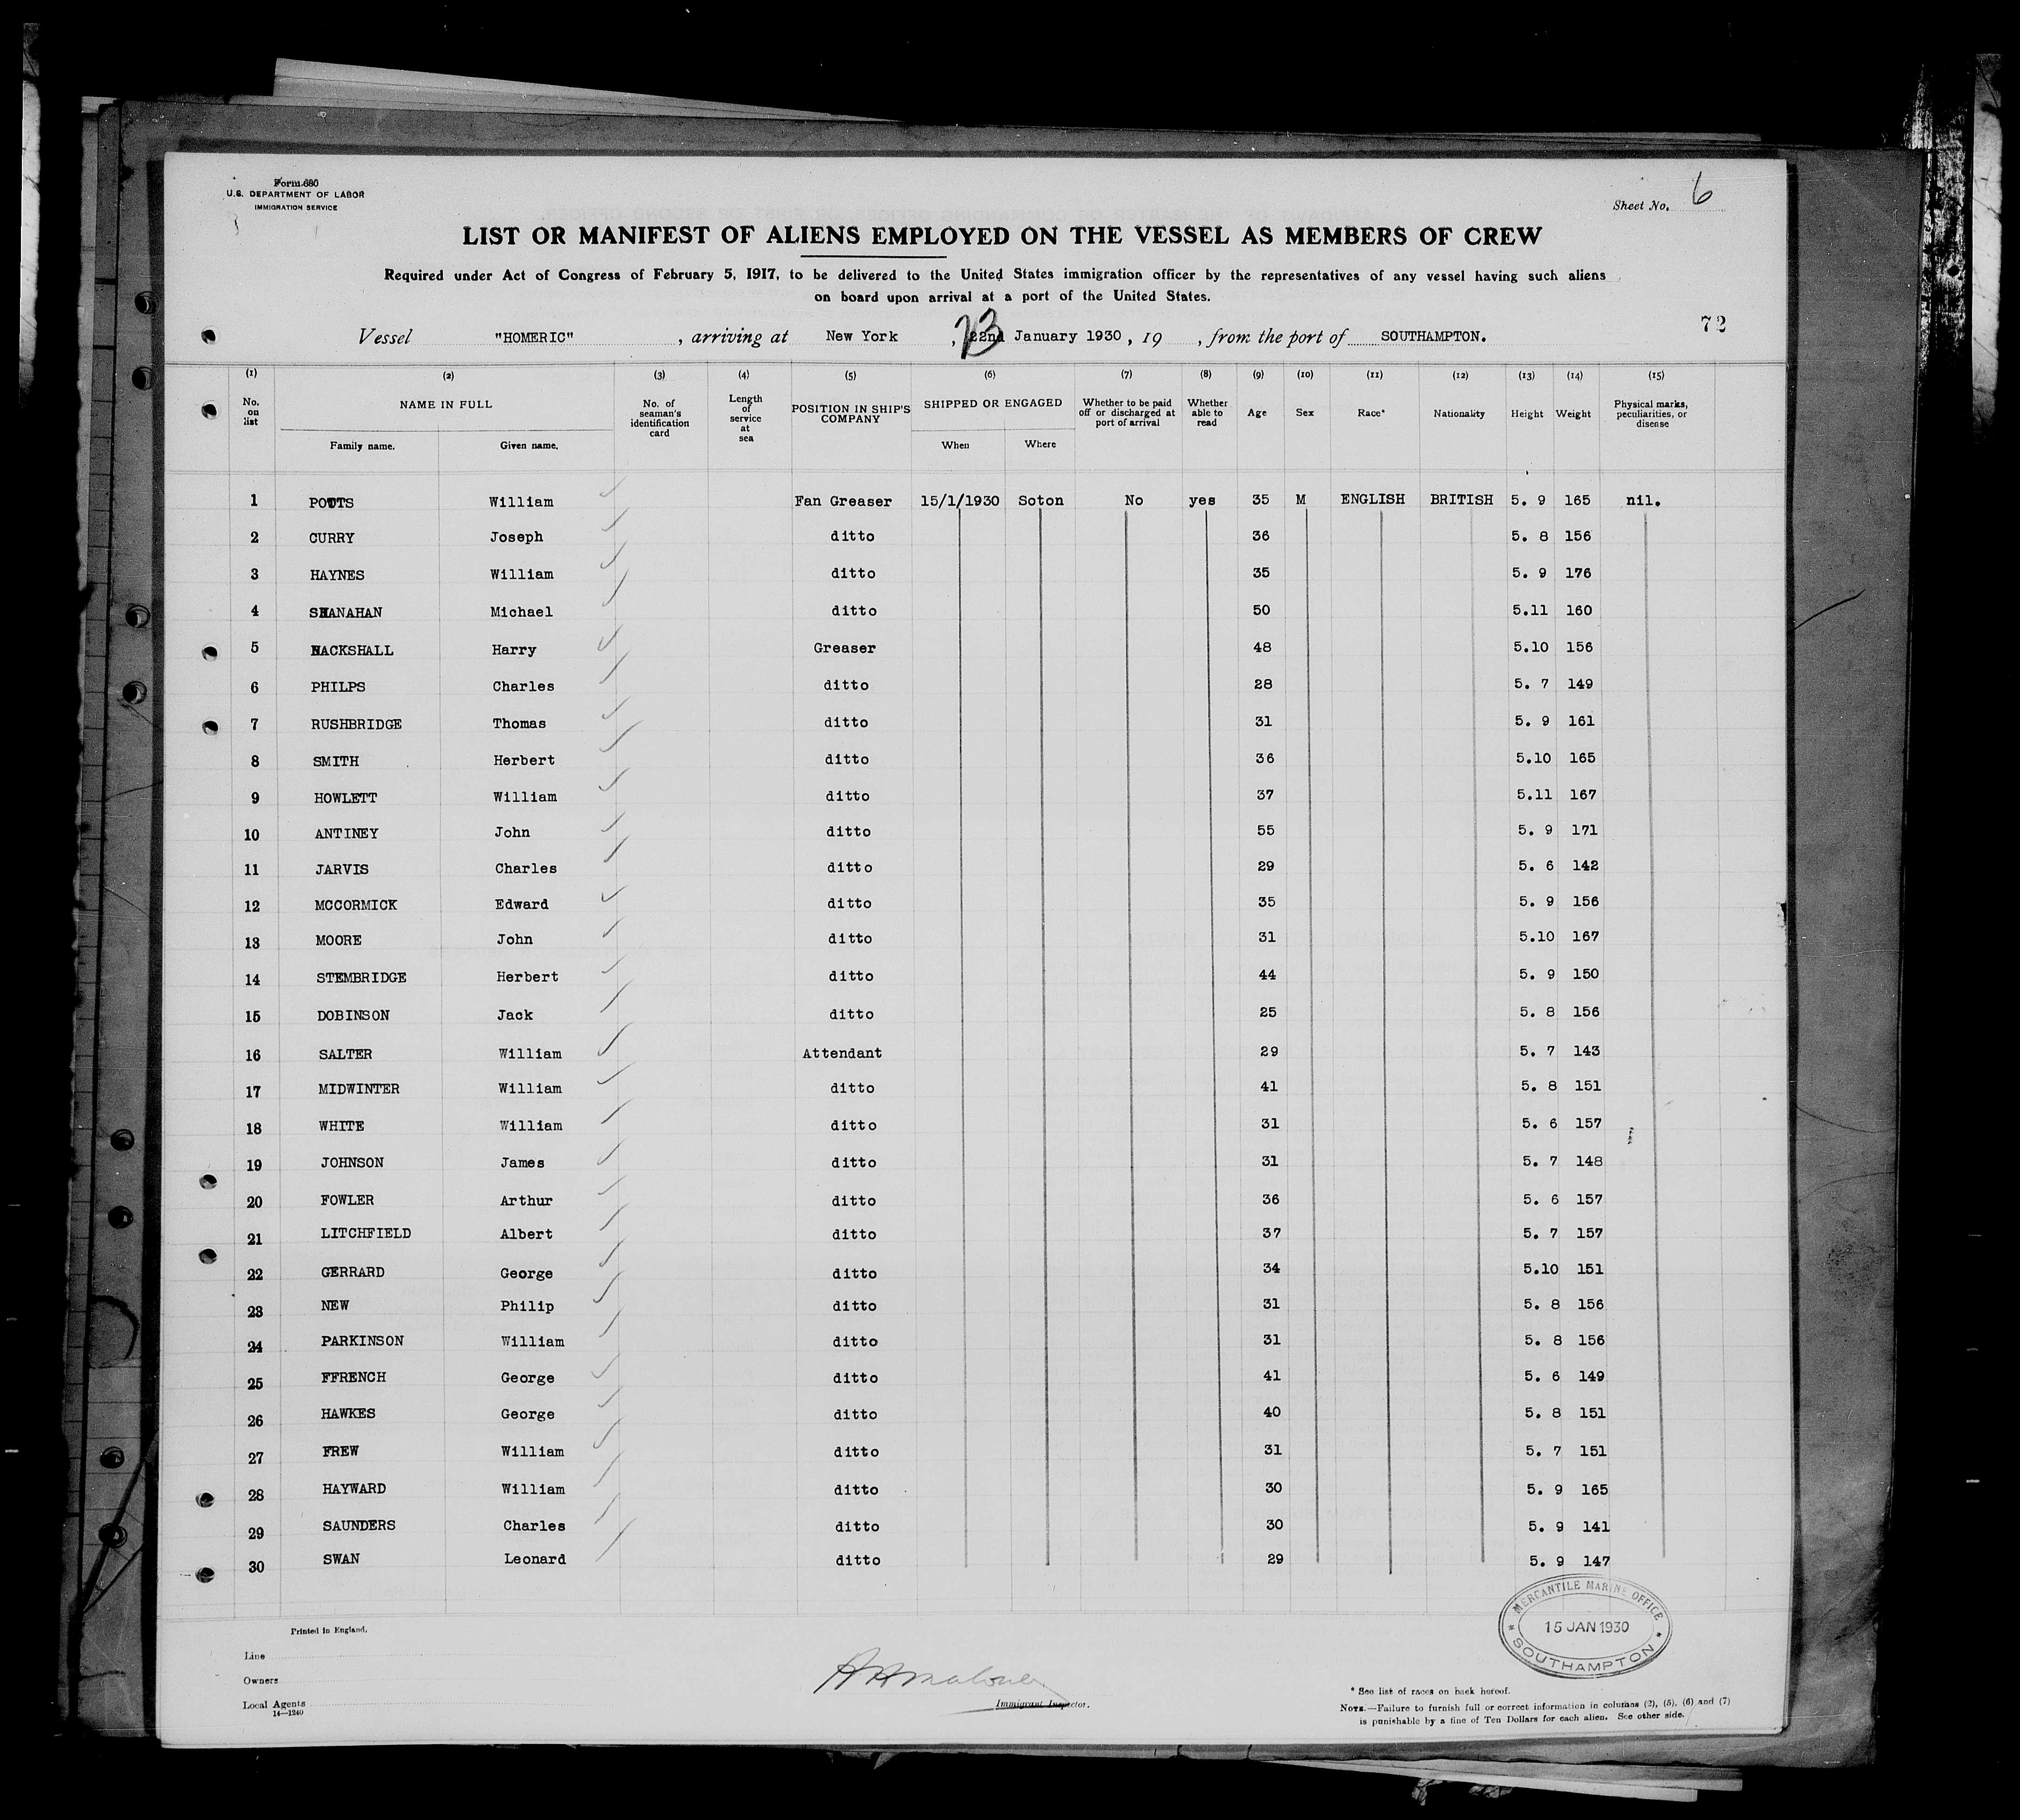 Form 680
U.S. DEPARTMENT OF LABOR
IMMIGRATION SERVICE
Sheet No. 6
LIST OR MANIFEST OF ALIENS EMPLOYED ON THE VESSEL AS MEMBERS OF CREW
Required under Act of Congress of February 5, 1917, to be delivered to the United States immigration officer by the representatives of any vessel having such aliens
on board upon arrival at a port of the United States.
Vessel "HOMERIC", arriving at New York, 22nd 23 January 1930, 19 , from the port of SOUTHAMPTON.
72
(1) (2) (3) (4) (5) (6) (7) (8) (9) (10) (11) (12) (13) (14) (15)
No. on list NAME IN FULL No. of seaman's identification card Length of service at sea POSITION IN SHIP'S COMPANY SHIPPED OR ENGAGED Whether to be paid off or discharged at port of arrival Whether able to read Age Sex Race* Nationality Height Weight Physical marks, peculiarities, or disease
Family name. Given name. When Where
1 POTTS William Fan Greaser 15/1/1930 Soton No yes 35 M ENGLISH BRITISH 5. 9 165 nil.
2 CURRY Joseph ditto 36 5. 8 156
3 HAYNES William ditto 35 5. 9 176
4 SHANAHAN Michael ditto 50 5.11 160
5 HACKSHALL Harry Greaser 48 5.10 156
6 PHILPS Charles ditto 28 5. 7 149
7 RUSHBRIDGE Thomas ditto 31 5. 9 161
8 SMITH Herbert ditto 36 5.10 165
9 HOWLETT William ditto 37 5.11 167
10 ANTINEY John ditto 55 5. 9 171
11 JARVIS Charles ditto 29 5. 6 142
12 MCCORMICK Edward ditto 35 5. 9 156
13 MOORE John ditto 31 5.10 167
14 STEMBRIDGE Herbert ditto 44 5. 9 150
15 DOBINSON Jack ditto 25 5. 8 156
16 SALTER William Attendant 29 5. 7 143
17 MIDWINTER William ditto 41 5. 8 151
18 WHITE William ditto 31 5. 6 157
19 JOHNSON James ditto 31 5. 7 148
20 FOWLER Arthur ditto 36 5. 6 157
21 LITCHFIELD Albert ditto 37 5. 7 157
22 GERRARD George ditto 34 5.10 151
23 NEW Philip ditto 31 5. 8 156
24 PARKINSON William ditto 31 5. 8 156
25 FFRENCH George ditto 41 5. 6 149
26 HAWKES George ditto 40 5. 8 151
27 FREW William ditto 31 5. 7 151
28 HAYWARD William ditto 30 5. 9 165
29 SAUNDERS Charles ditto 30 5. 9 141
30 SWAN Leonard ditto 29 5. 9 147
MERCANTILE MARINE OFFICE
15 JAN 1930
SOUTHAMPTON
Printed in England.
Line
Owners
Local Agents
14—1240
Immigrant Inspector.
* See list of races on back hereof.
NOTE.—Failure to furnish full or correct information in columns (2), (5), (6) and (7)
is punishable by a fine of Ten Dollars for each alien. See other side.